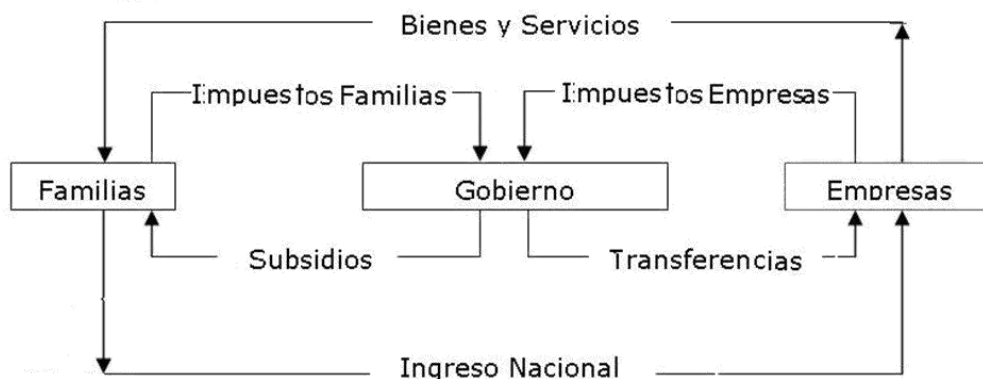 Bienes y Servicios
Impuestos Familias
Impuestos Empresas
Familias
Gobierno
Empresas
Subsidios
Transferencias
Ingreso Nacional